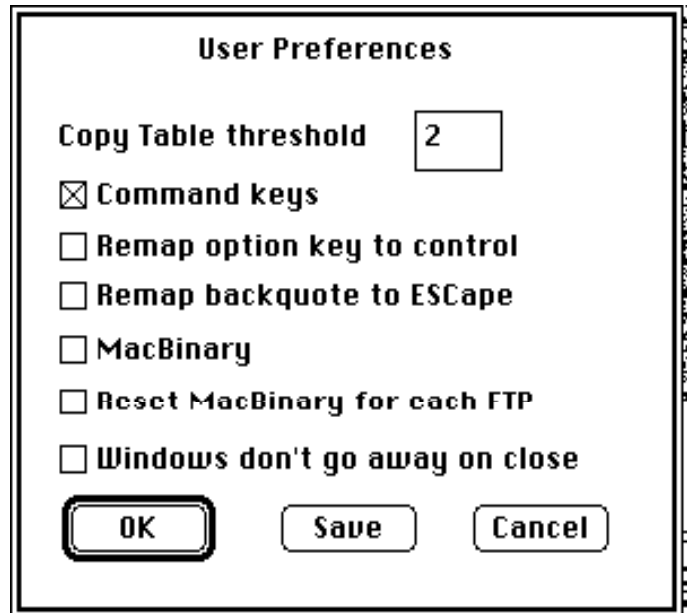 User Preferences
Copy Table threshold 2
Command keys
Remap option key to control
Remap backquote to ESCape
MacBinary
Reset MacBinary for each FTP
Windows don't go away on close
OK Save Cancel